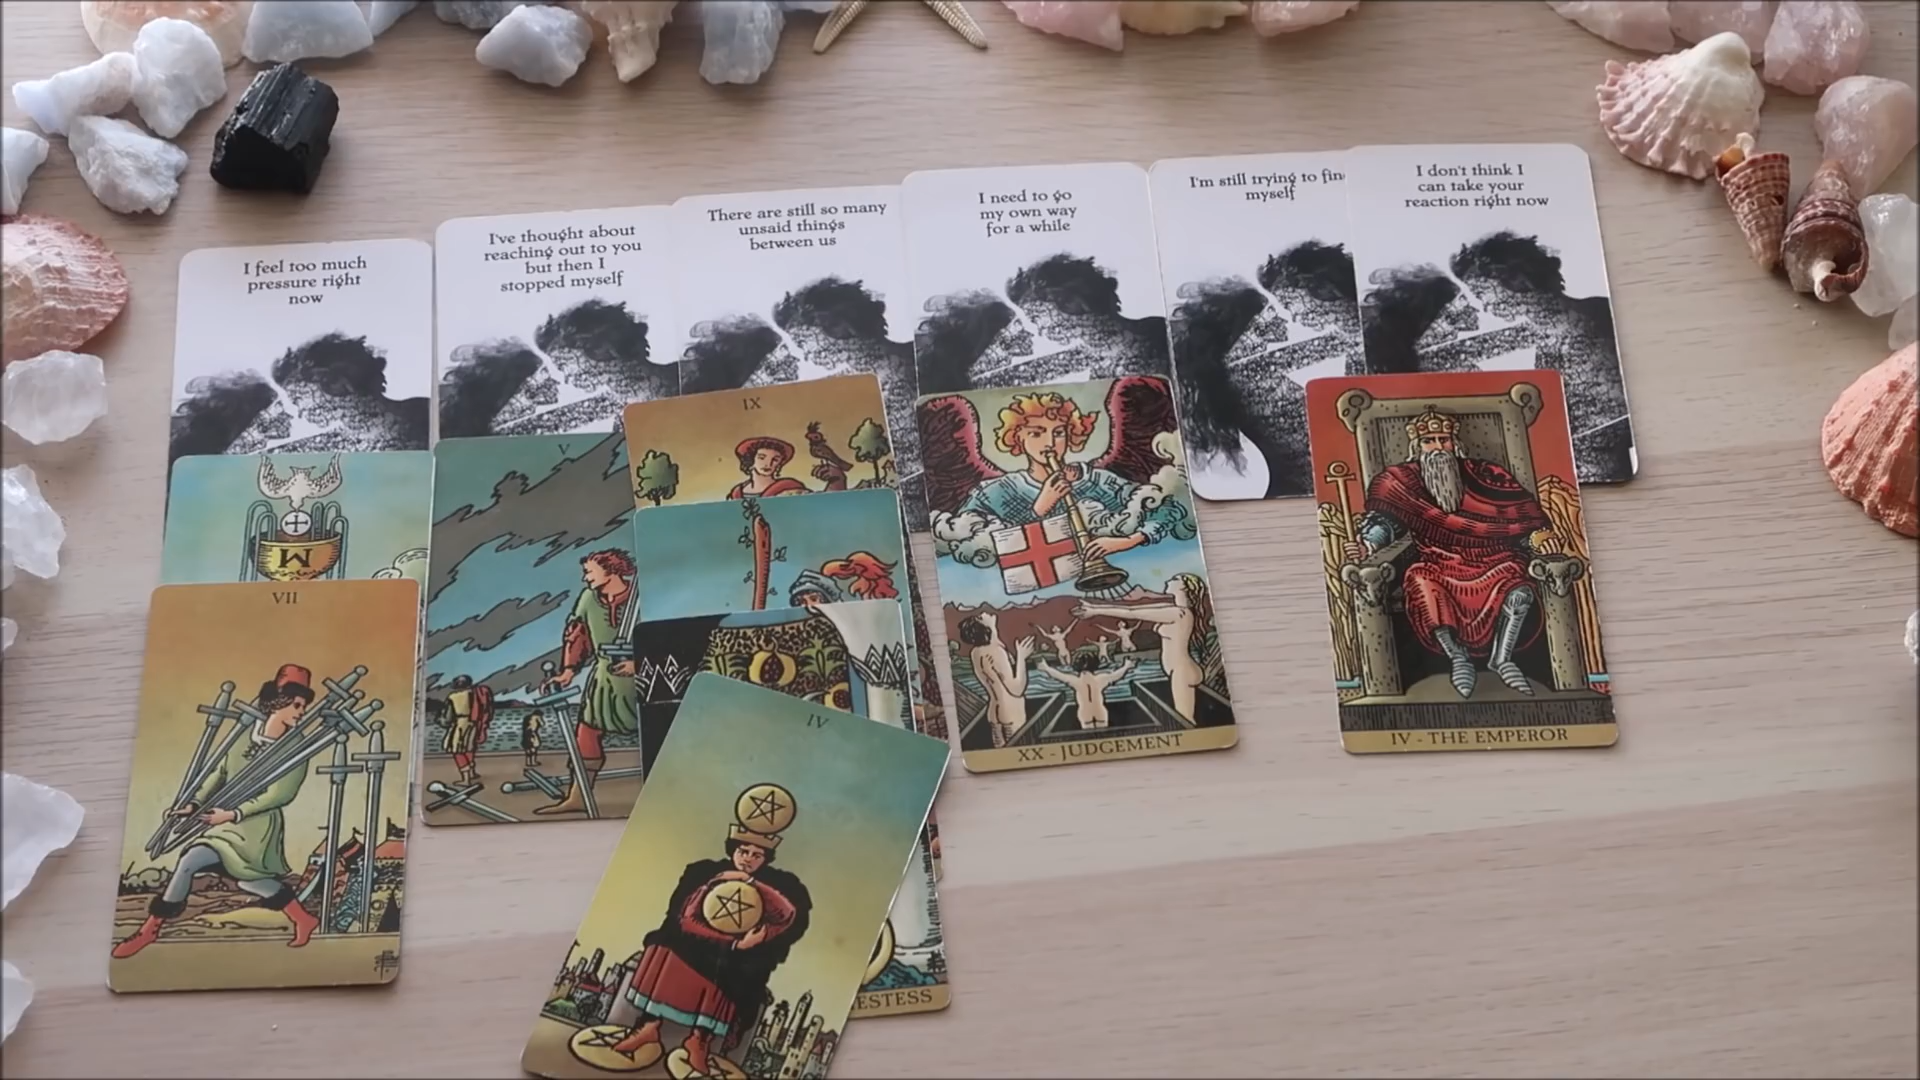 I feel too much
pressure right
now
I've thought about
reaching out to you
but then I
stopped myself
There are still so many
unsaid things
between us
I need to go
my own way
for a while
I'm still trying to
myself
I don't think I
can take your
reaction right now
VII
V
IX
W
IV
ESTESS
XX - JUDGEMENT
IV - THE EMPEROR